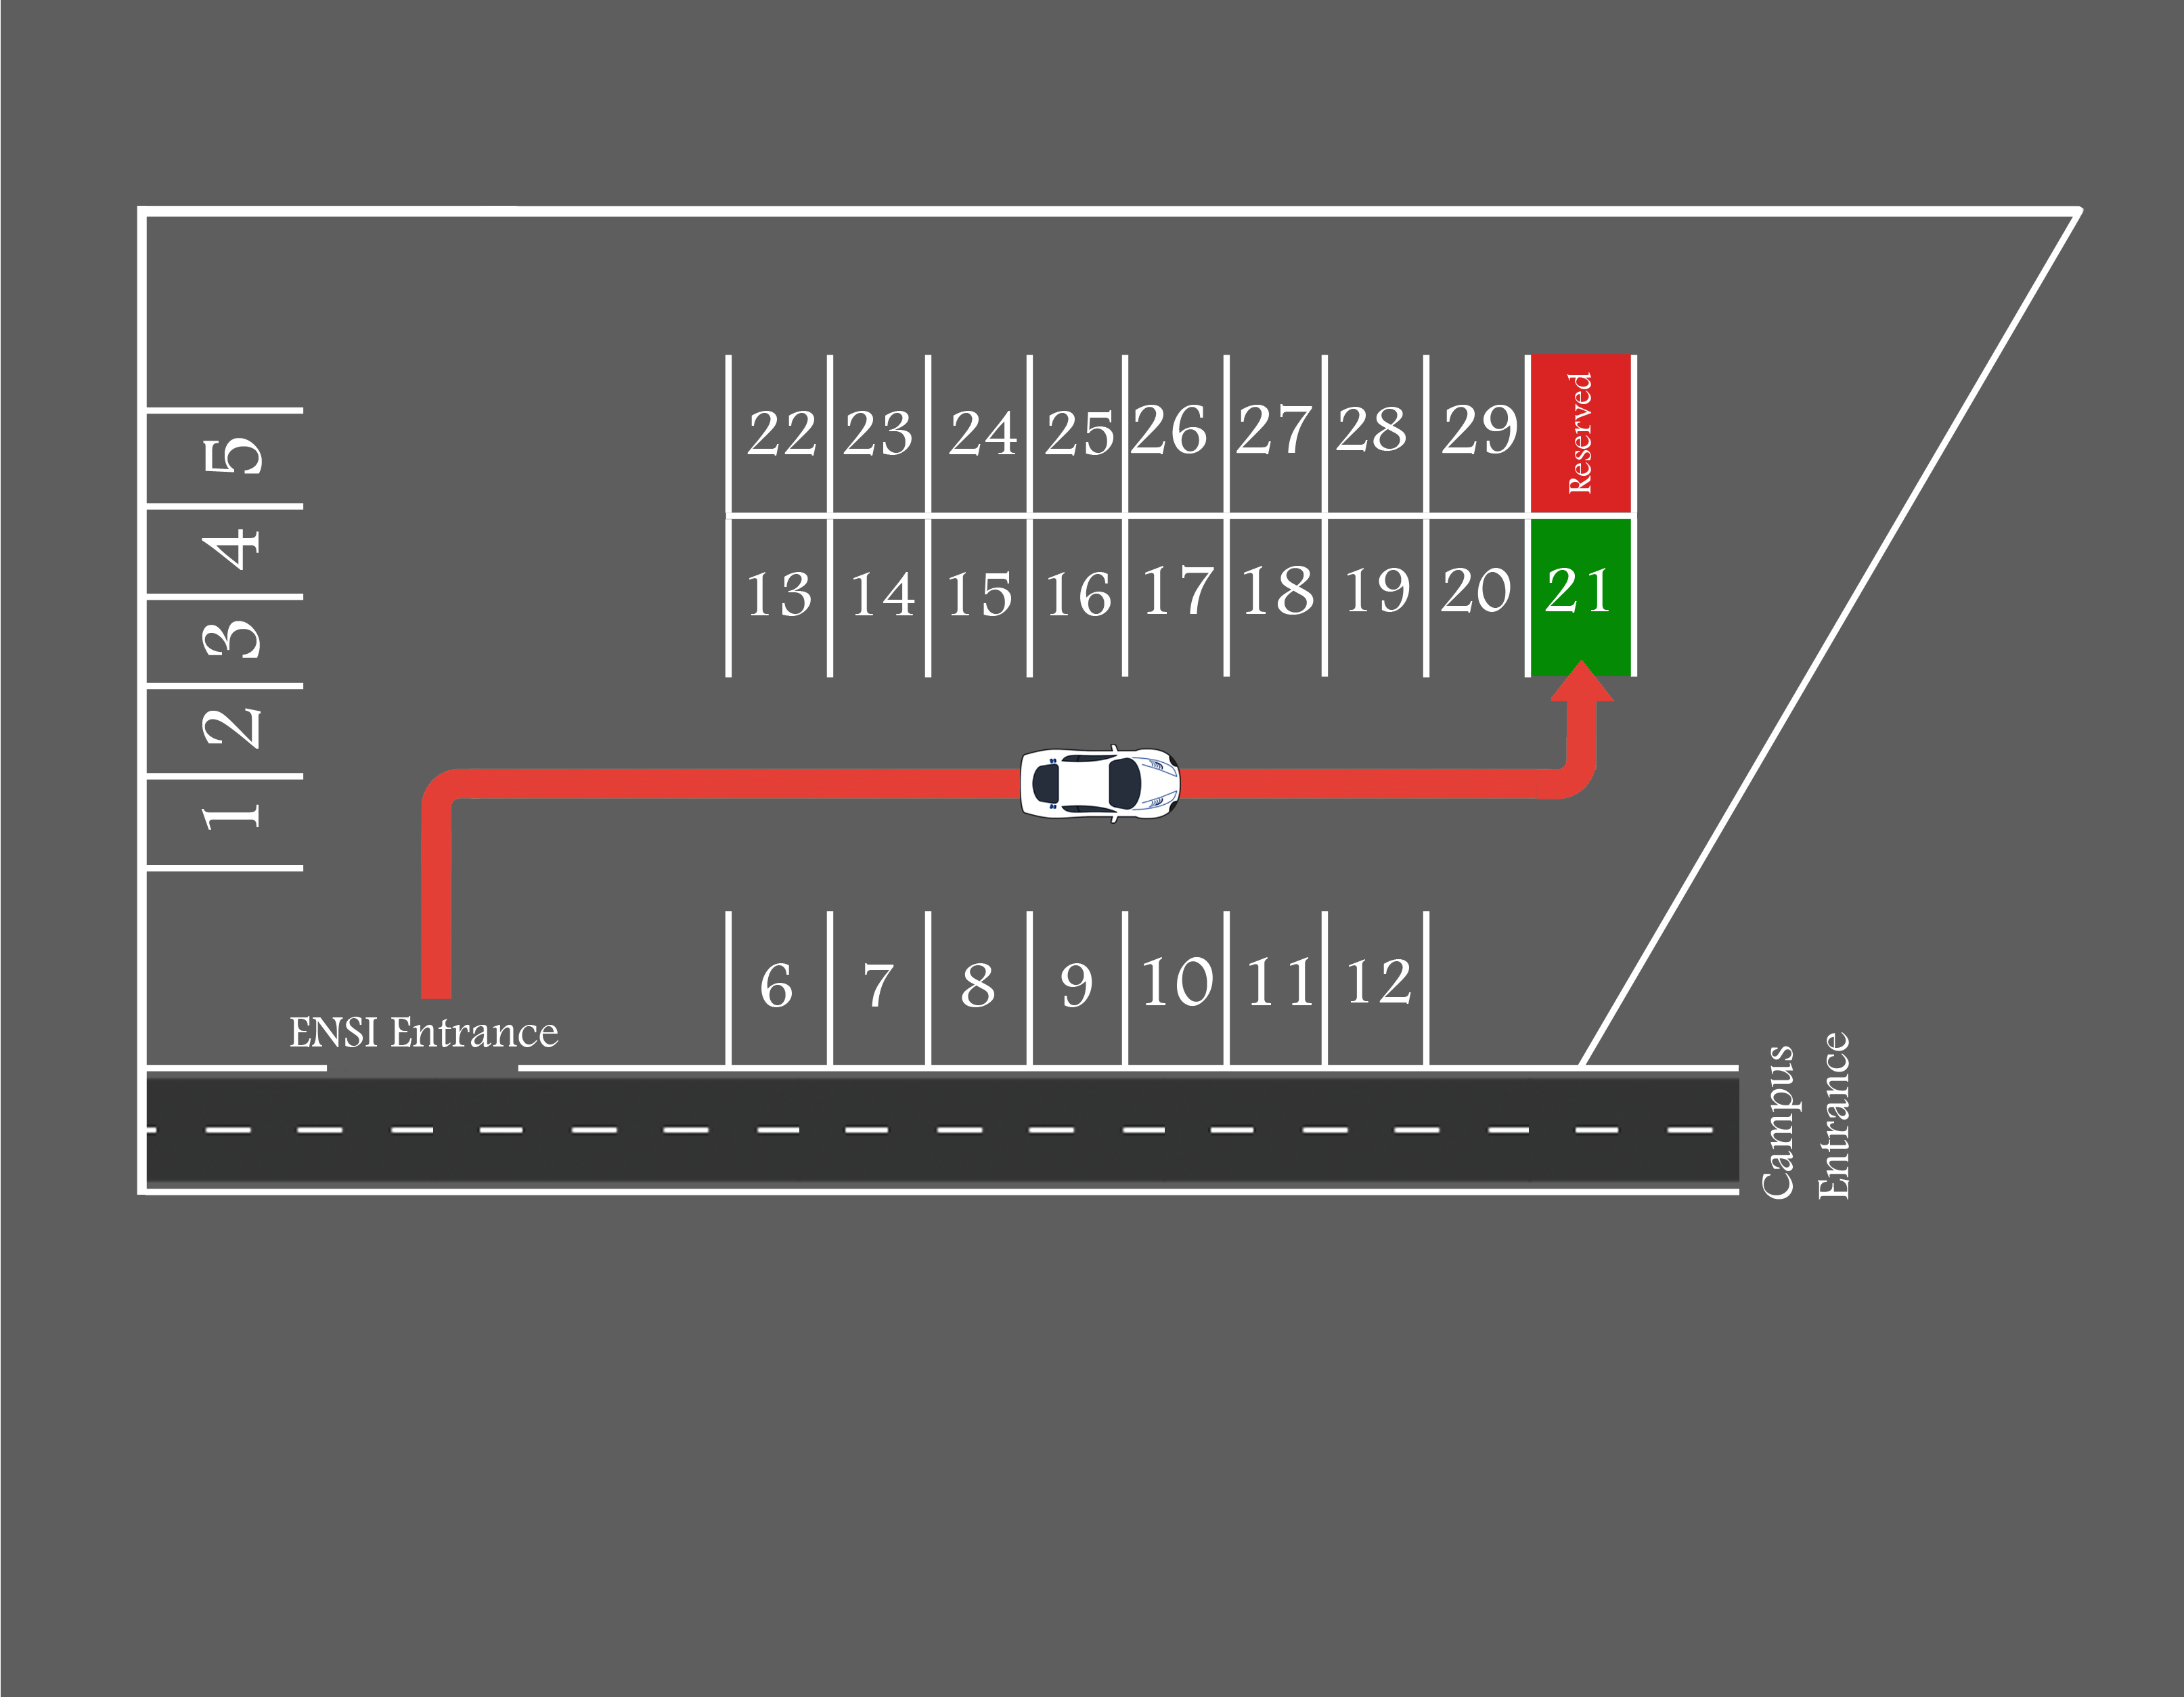 22 23 24 25 26 27 28 29 Reserved
5
4
3
2
1
13 14 15 16 17 18 19 20 21
6 7 8 9 10 11 12
ENSI Entrance
Campus
Entrance